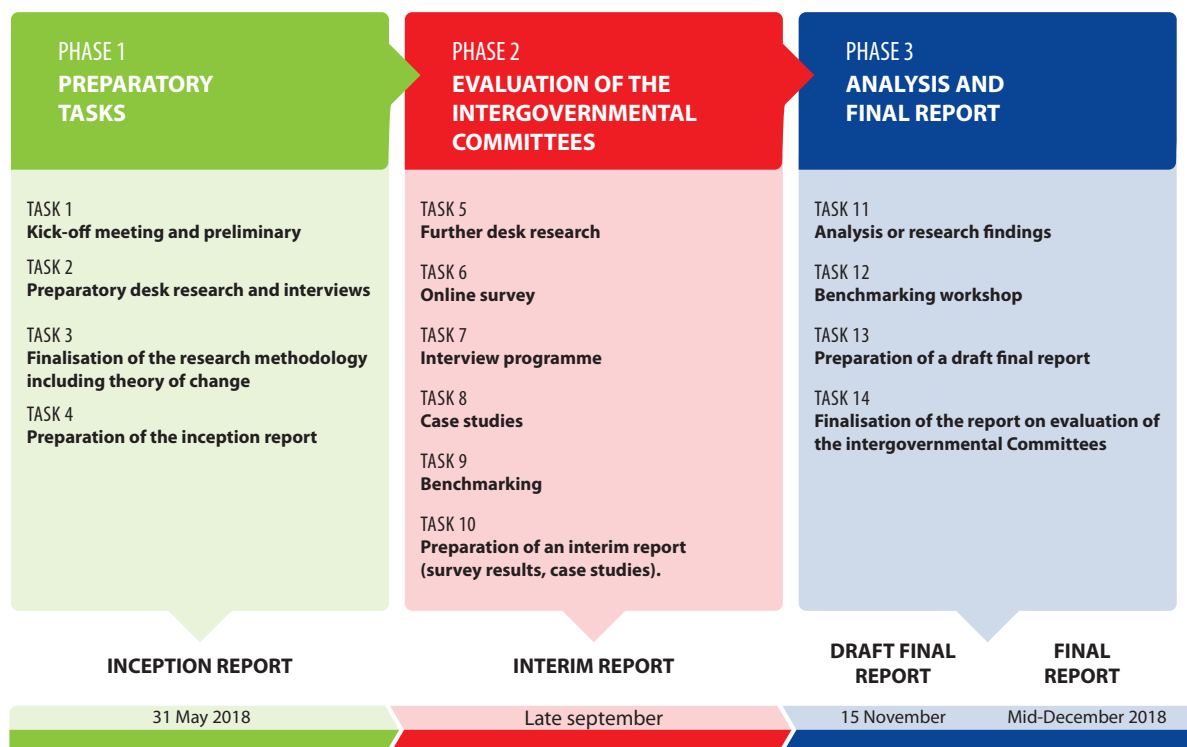 PHASE 1
PREPARATORY
TASKS
TASK 1
Kick-off meeting and preliminary
TASK 2
Preparatory desk research and interviews
TASK 3
Finalisation of the research methodology
including theory of change
TASK 4
Preparation of the inception report
INCEPTION REPORT
31 May 2018
PHASE 2
EVALUATION OF THE
INTERGOVERNMENTAL
COMMITTEES
TASK 5
Further desk research
TASK 6
Online survey
TASK 7
Interview programme
TASK 8
Case studies
TASK 9
Benchmarking
TASK 10
Preparation of an interim report
(survey results, case studies).
INTERIM REPORT
Late september
PHASE 3
ANALYSIS AND
FINAL REPORT
TASK 11
Analysis or research findings
TASK 12
Benchmarking workshop
TASK 13
Preparation of a draft final report
TASK 14
Finalisation of the report on evaluation of
the intergovernmental Committees
DRAFT FINAL
REPORT
15 November
FINAL
REPORT
Mid-December 2018